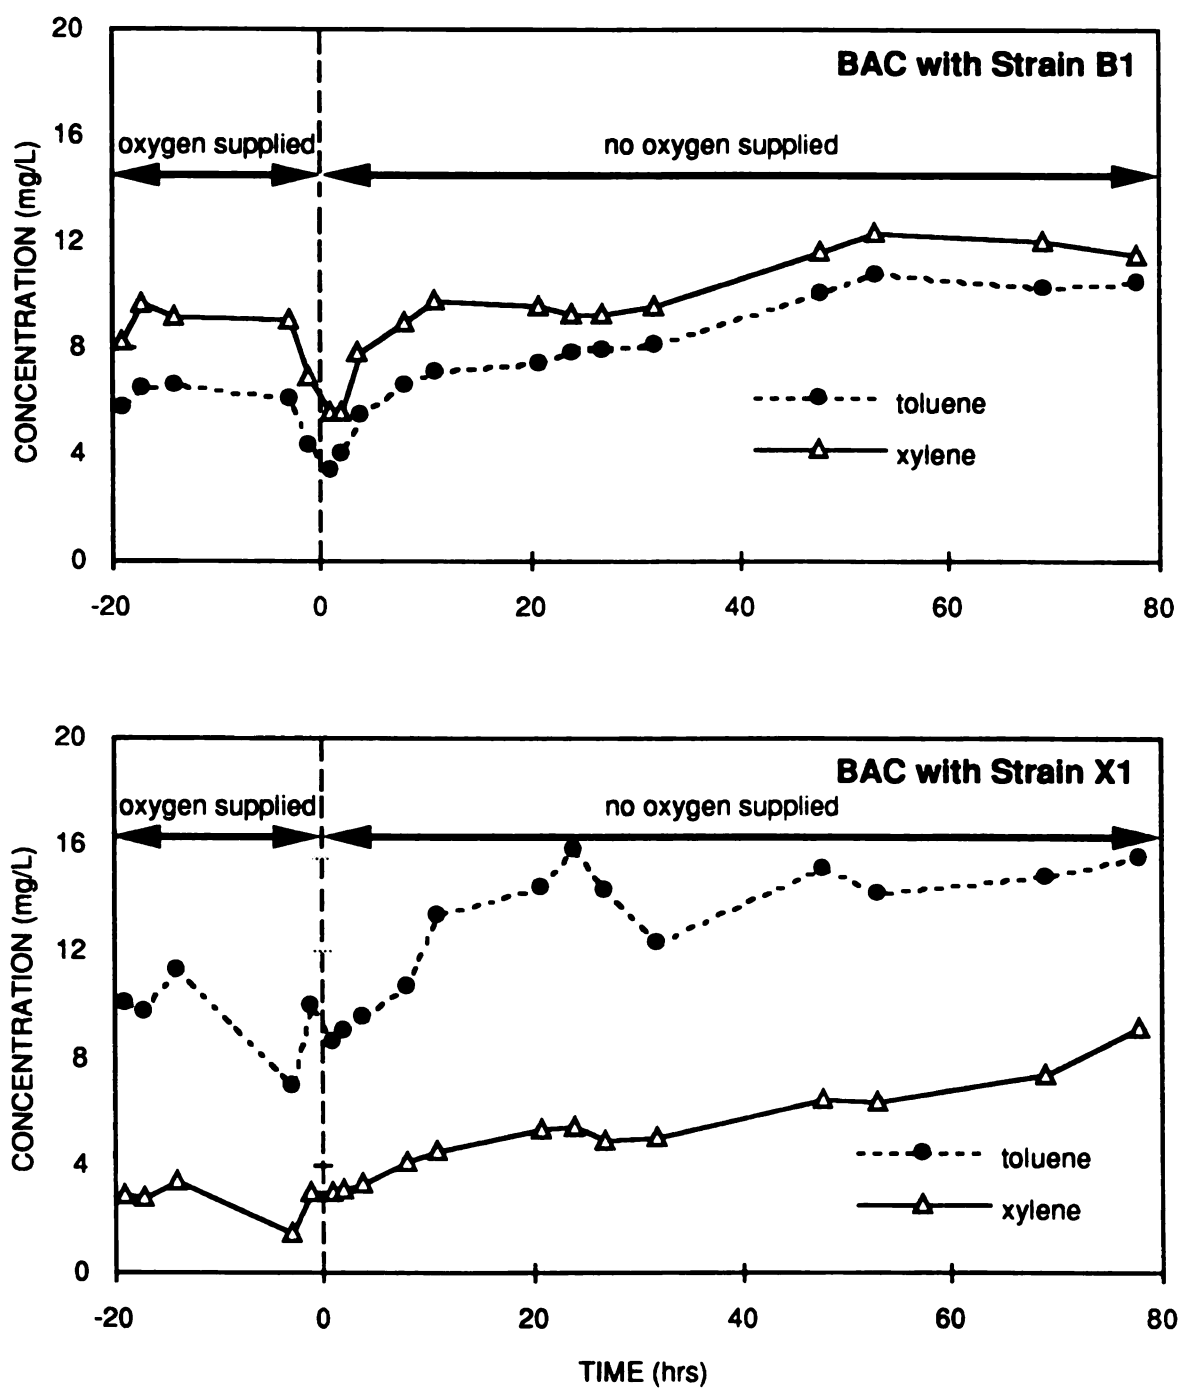 20
BAC with Strain B1
16
oxygen supplied
no oxygen supplied
CONCENTRATION (mg/L)
12
8
toluene
4
xylene
0
-20 0 20 40 60 80
20
BAC with Strain X1
oxygen supplied
no oxygen supplied
16
CONCENTRATION (mg/L)
12
8
4
toluene
xylene
0
-20 0 20 40 60 80
TIME (hrs)